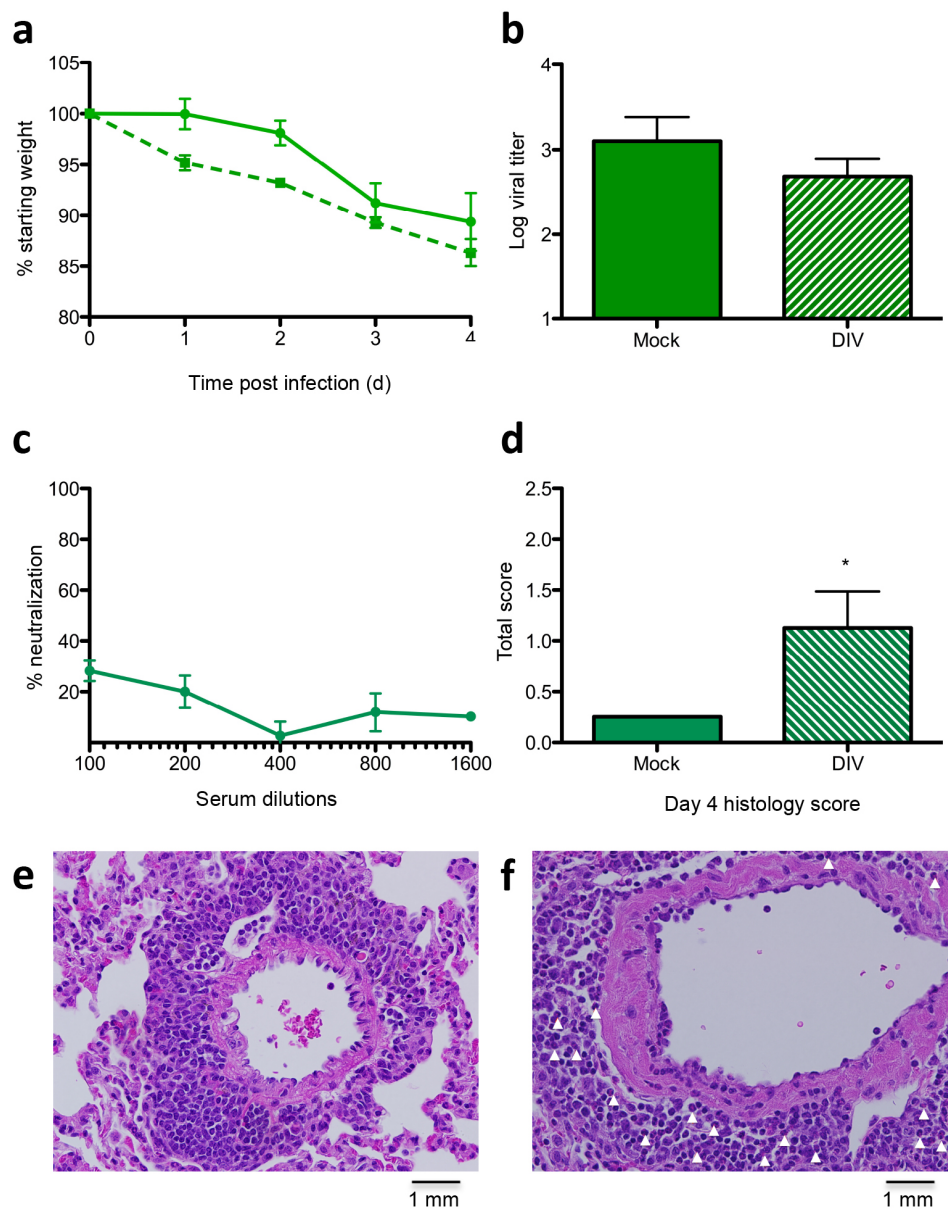 a
105
100
95
90
85
80
% starting weight
0 1 2 3 4
Time post infection (d)
b
4
3
2
1
Log viral titer
Mock DIV
c
100
80
60
40
20
% neutralization
100 200 400 800 1600
Serum dilutions
d
2.5
2.0
1.5
1.0
0.5
0.0
Total score
*
Mock DIV
Day 4 histology score
e
1 mm
f
1 mm